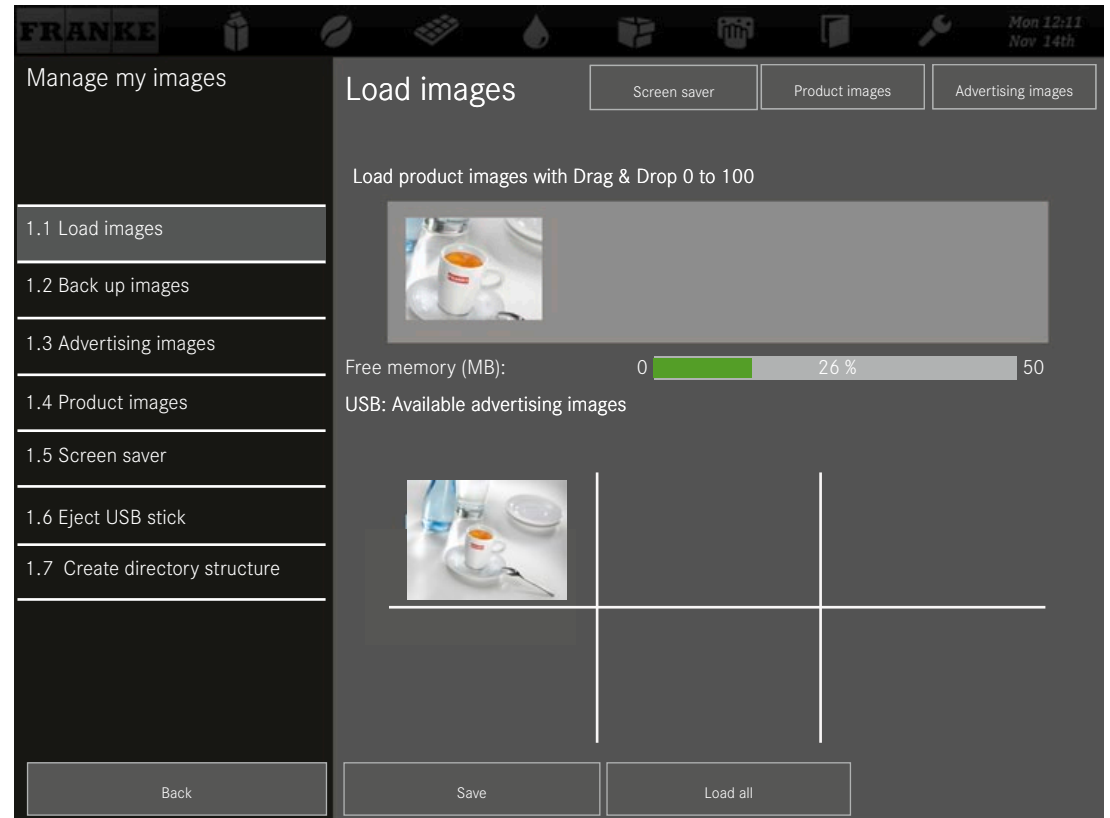 FRANKE
Mon 12:11
Nov 14th
Manage my images
1.1 Load images
1.2 Back up images
1.3 Advertising images
1.4 Product images
1.5 Screen saver
1.6 Eject USB stick
1.7 Create directory structure
Back
Load images
Screen saver
Product images
Advertising images
Load product images with Drag & Drop 0 to 100
Free memory (MB):
0
26 %
50
USB: Available advertising images
Save
Load all